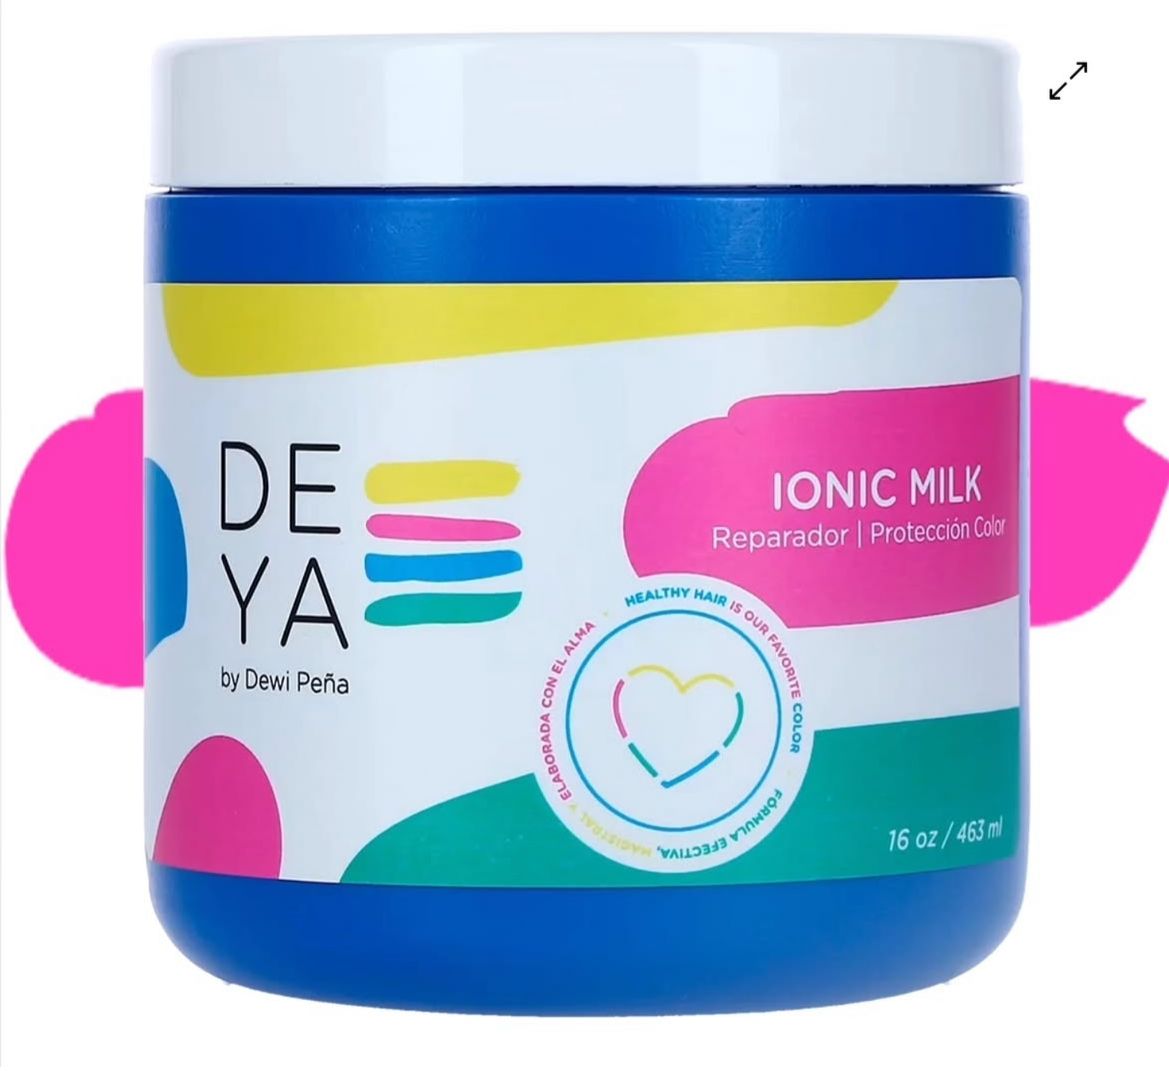 DE
YA
by Dewi Peña
IONIC MILK
Reparador | Protección Color
HEALTHY HAIR IS OUR FAVORITE COLOR
FÓRMULA EFECTIVA, MAGISTRAL Y ELABORADA CON EL ALMA
16 oz / 463 ml